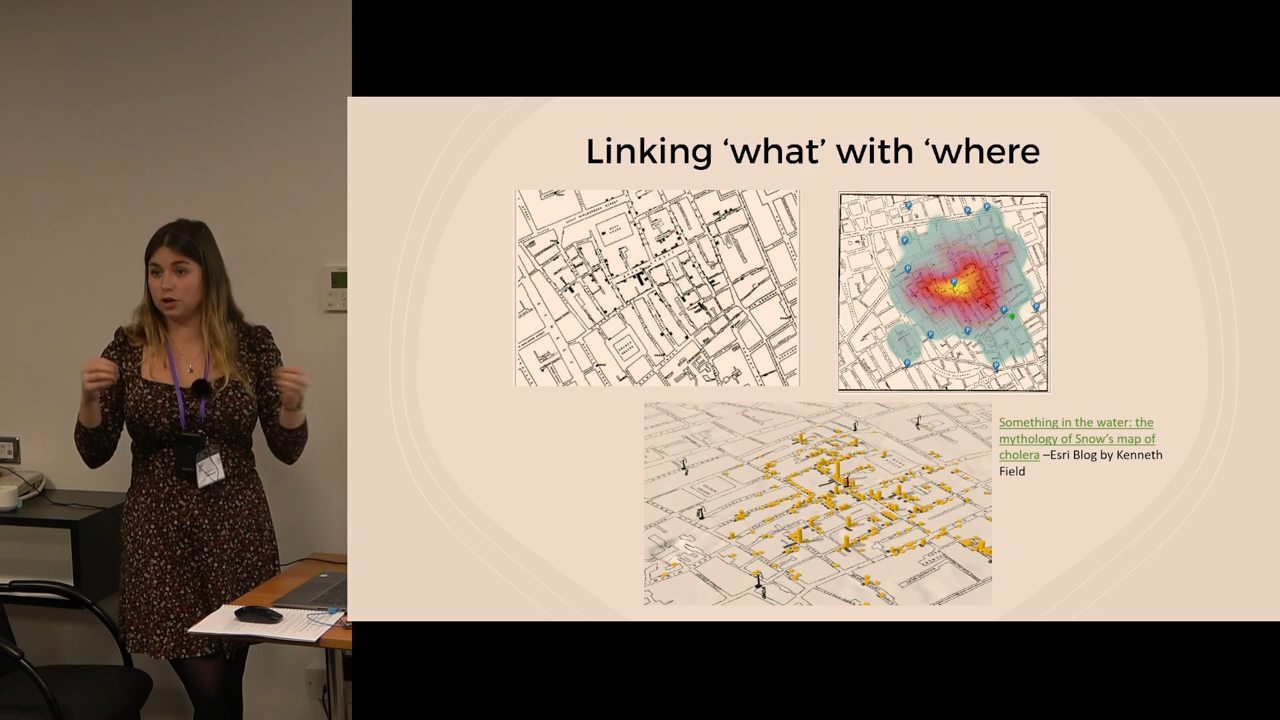 Linking ‘what’ with ‘where
Something in the water: the
mythology of Snow’s map of
cholera –Esri Blog by Kenneth
Field